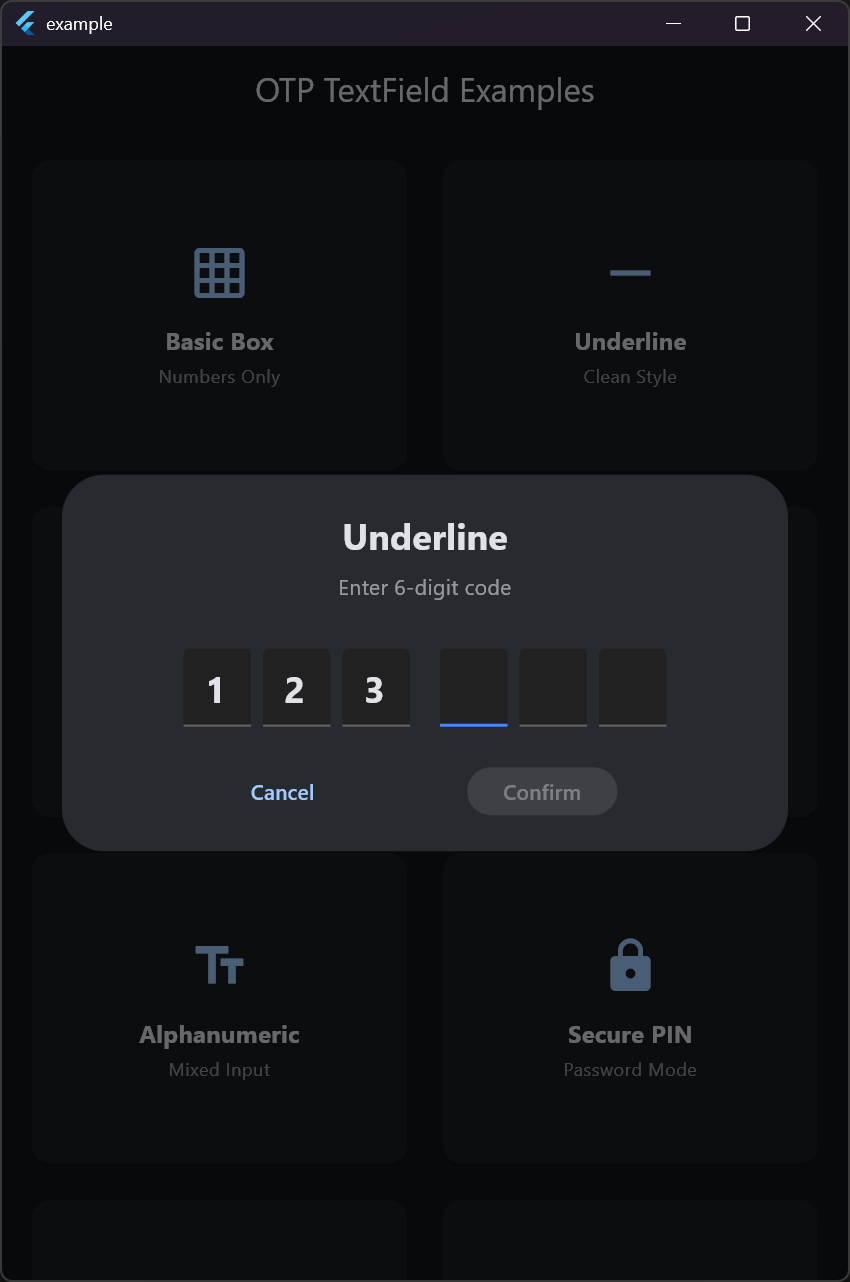 example
OTP TextField Examples
Basic Box
Numbers Only
Underline
Clean Style
Underline
Enter 6-digit code
1 2 3
Cancel
Confirm
Alphanumeric
Mixed Input
Secure PIN
Password Mode